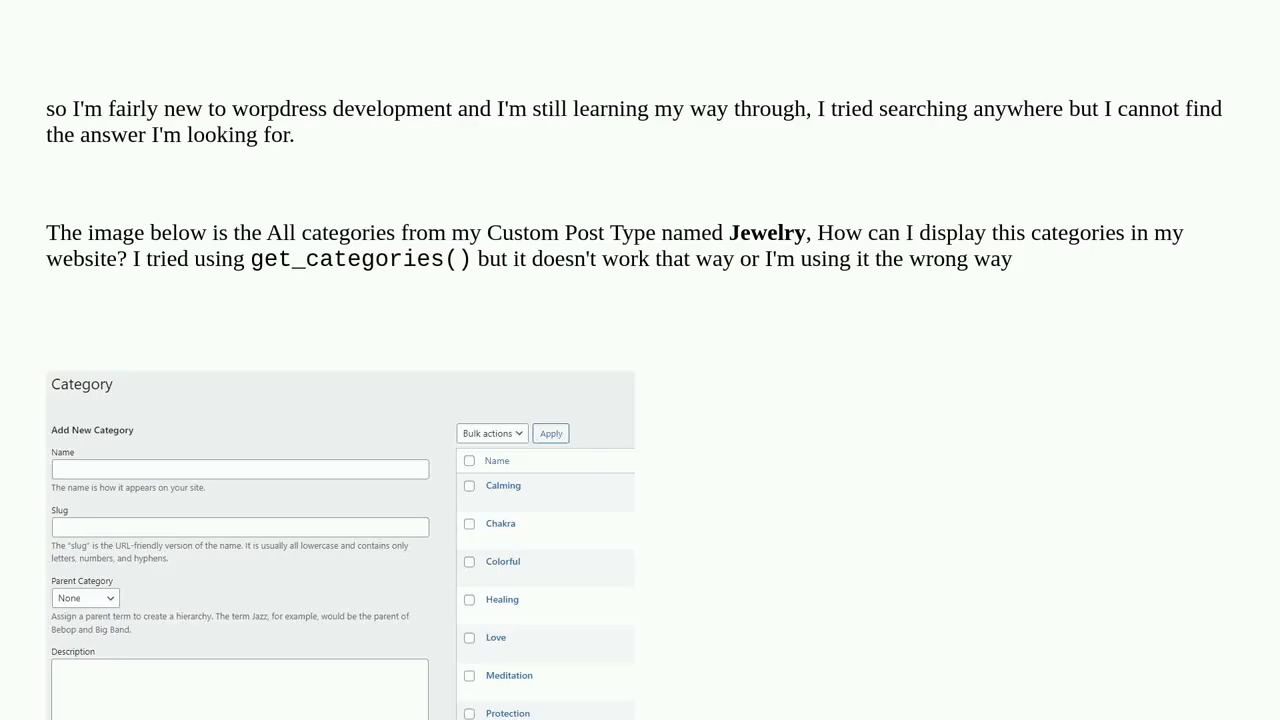 so I'm fairly new to worpdress development and I'm still learning my way through, I tried searching anywhere but I cannot find
the answer I'm looking for.
The image below is the All categories from my Custom Post Type named Jewelry, How can I display this categories in my
website? I tried using get_categories() but it doesn't work that way or I'm using it the wrong way
Category
Add New Category
Name
The name is how it appears on your site.
Slug
The "slug" is the URL-friendly version of the name. It is usually all lowercase and contains only
letters, numbers, and hyphens.
Parent Category
None
Assign a parent term to create a hierarchy. The term Jazz, for example, would be the parent of
Bebop and Big Band.
Description
Bulk actions Apply
Name
Calming
Chakra
Colorful
Healing
Love
Meditation
Protection